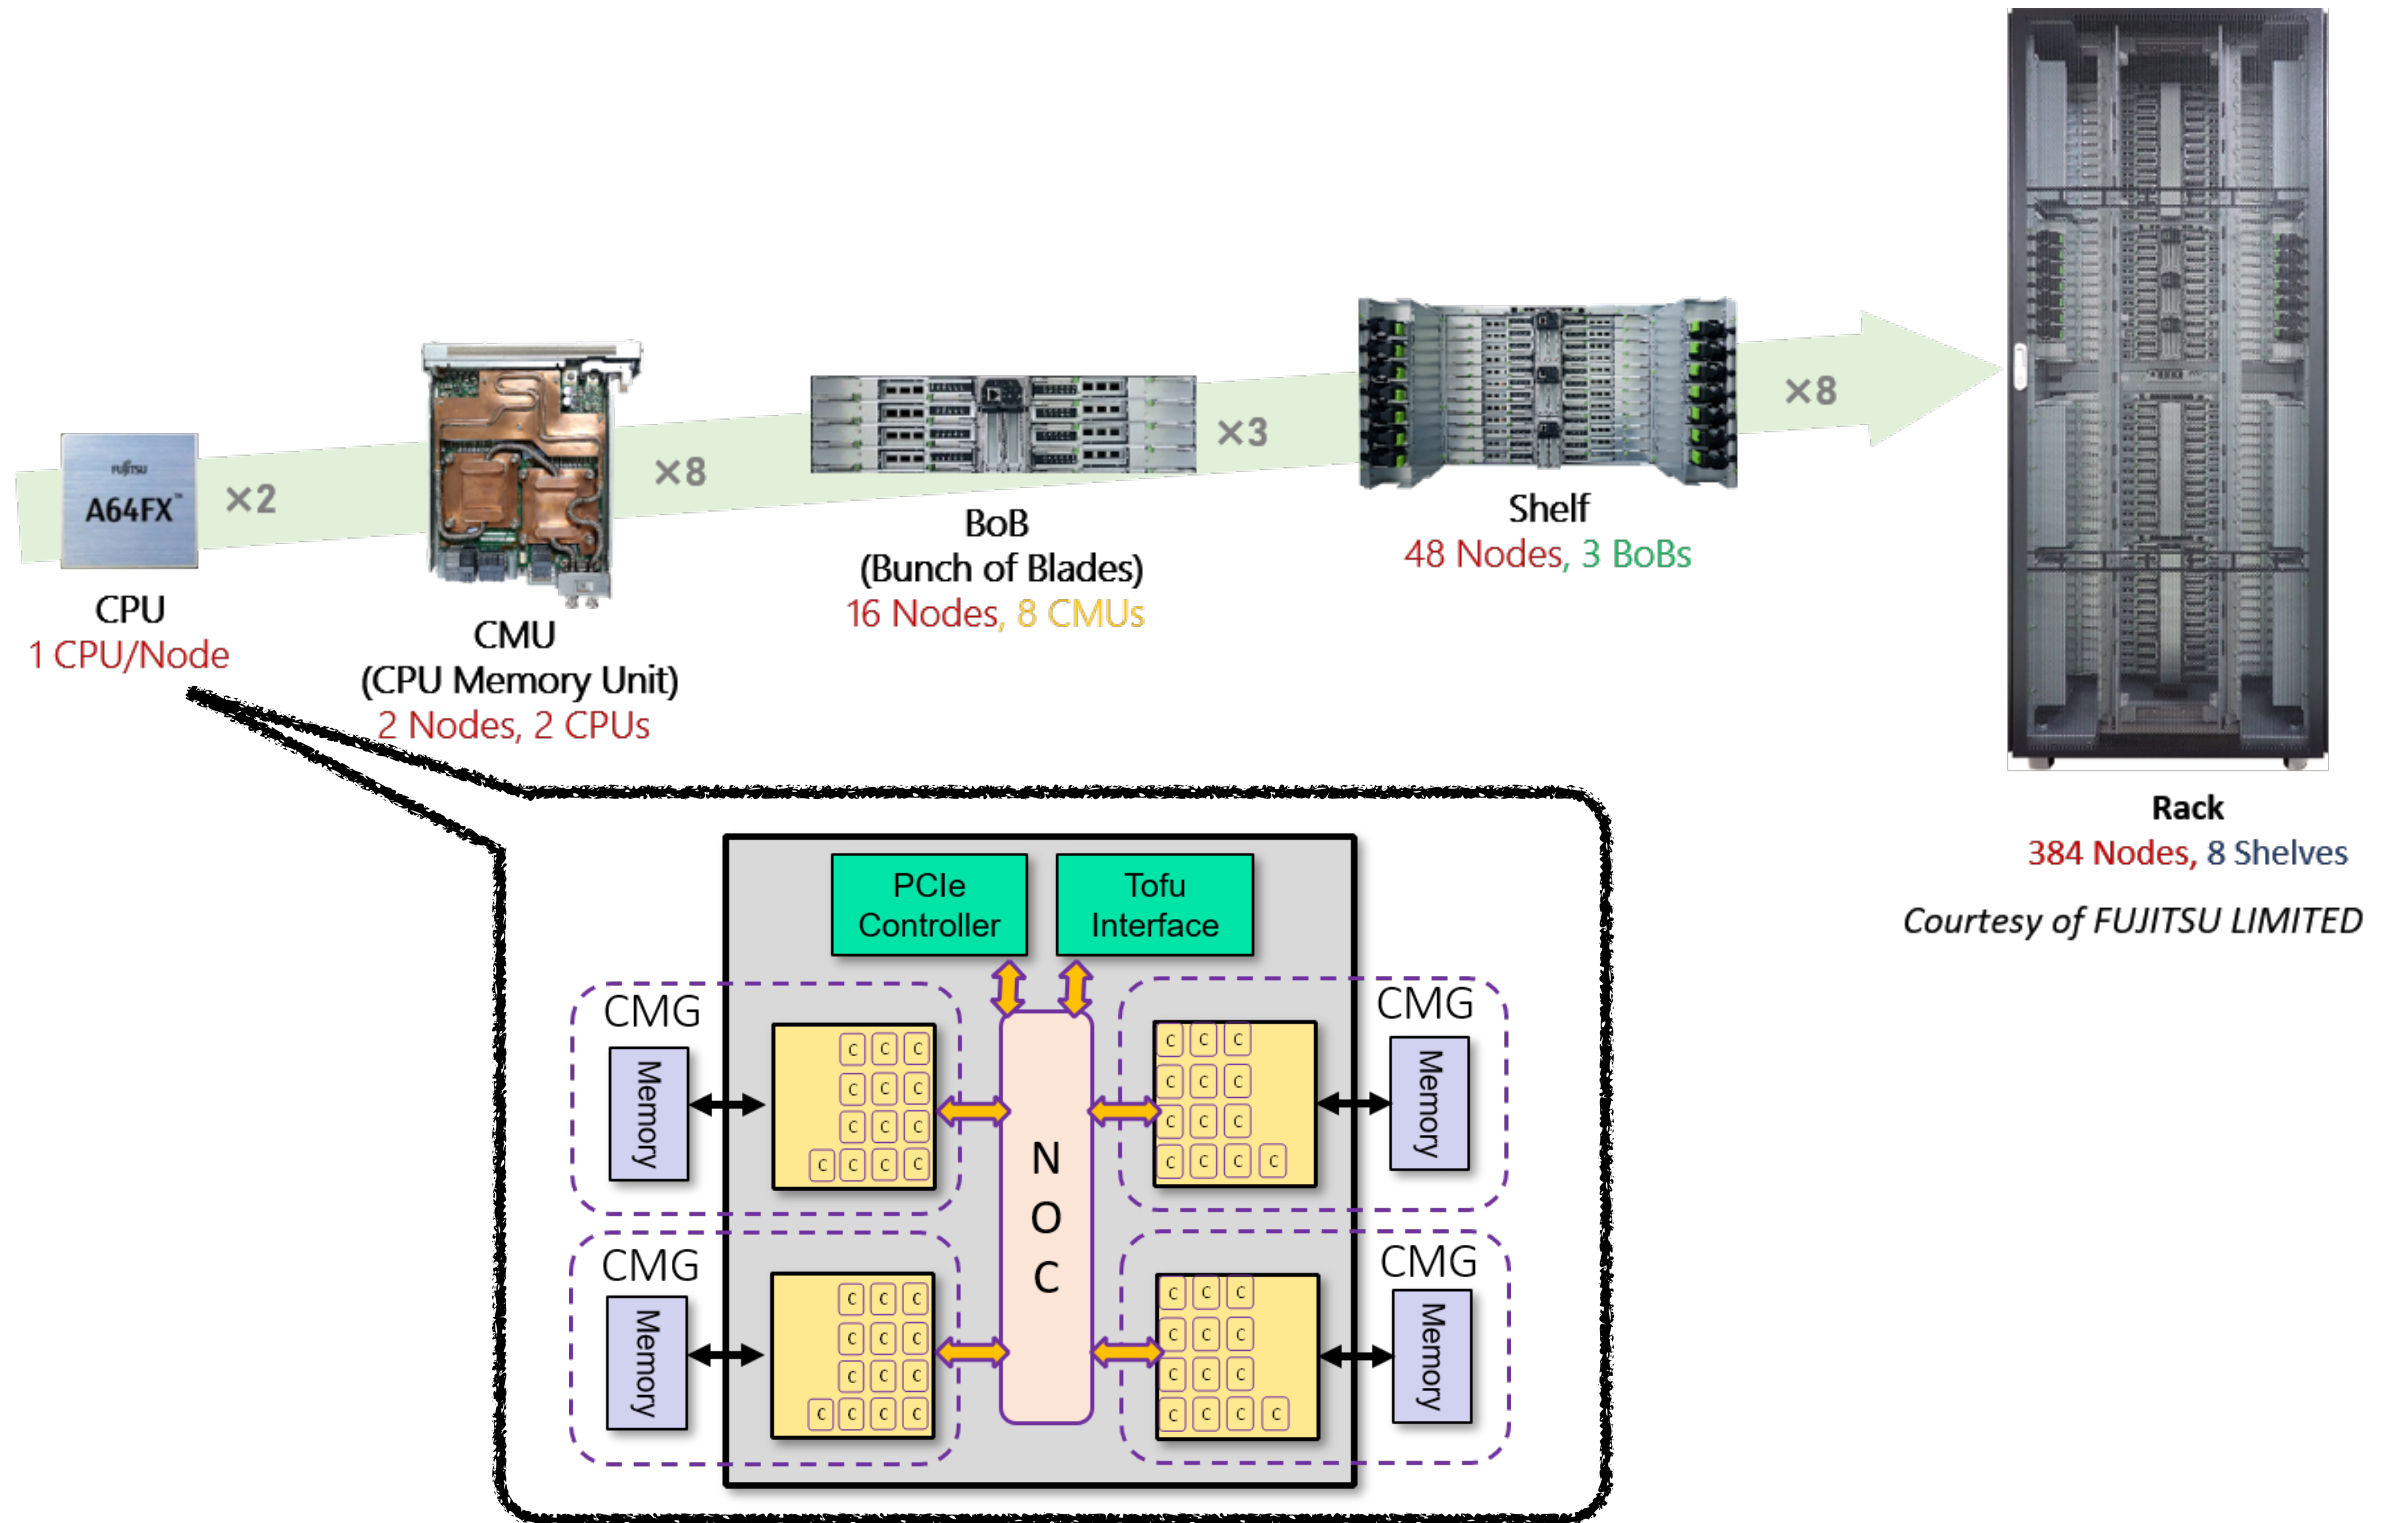 FUJITSU
A64FX™
×2
CPU
1 CPU/Node
CMU
(CPU Memory Unit)
2 Nodes, 2 CPUs
×8
BoB
(Bunch of Blades)
16 Nodes, 8 CMUs
×3
Shelf
48 Nodes, 3 BoBs
×8
Rack
384 Nodes, 8 Shelves
Courtesy of FUJITSU LIMITED
PCIe
Controller
Tofu
Interface
CMG
Memory
C C C
C C C
C C C
C C C C
N
O
C
CMG
Memory
C C C
C C C
C C C
C C C C
CMG
Memory
C C C
C C C
C C C
C C C C
CMG
Memory
C C C
C C C
C C C
C C C C